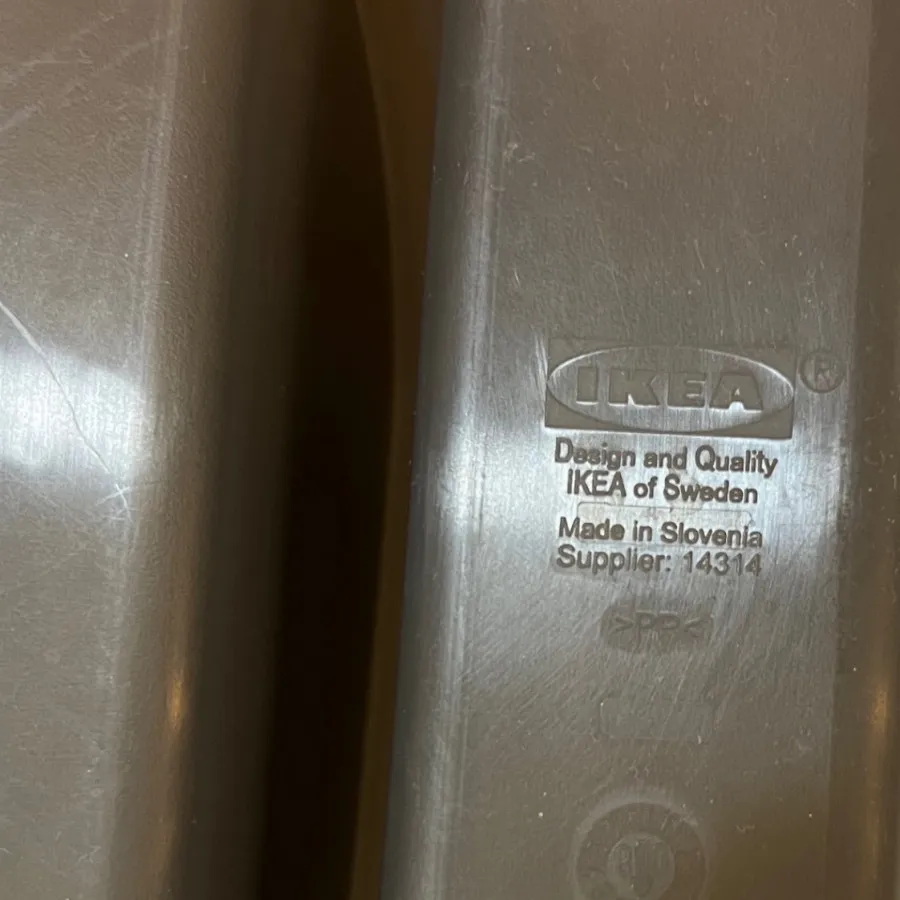 IKEA®
Design and Quality
IKEA of Sweden
Made in Slovenia
Supplier: 14314
>PP<